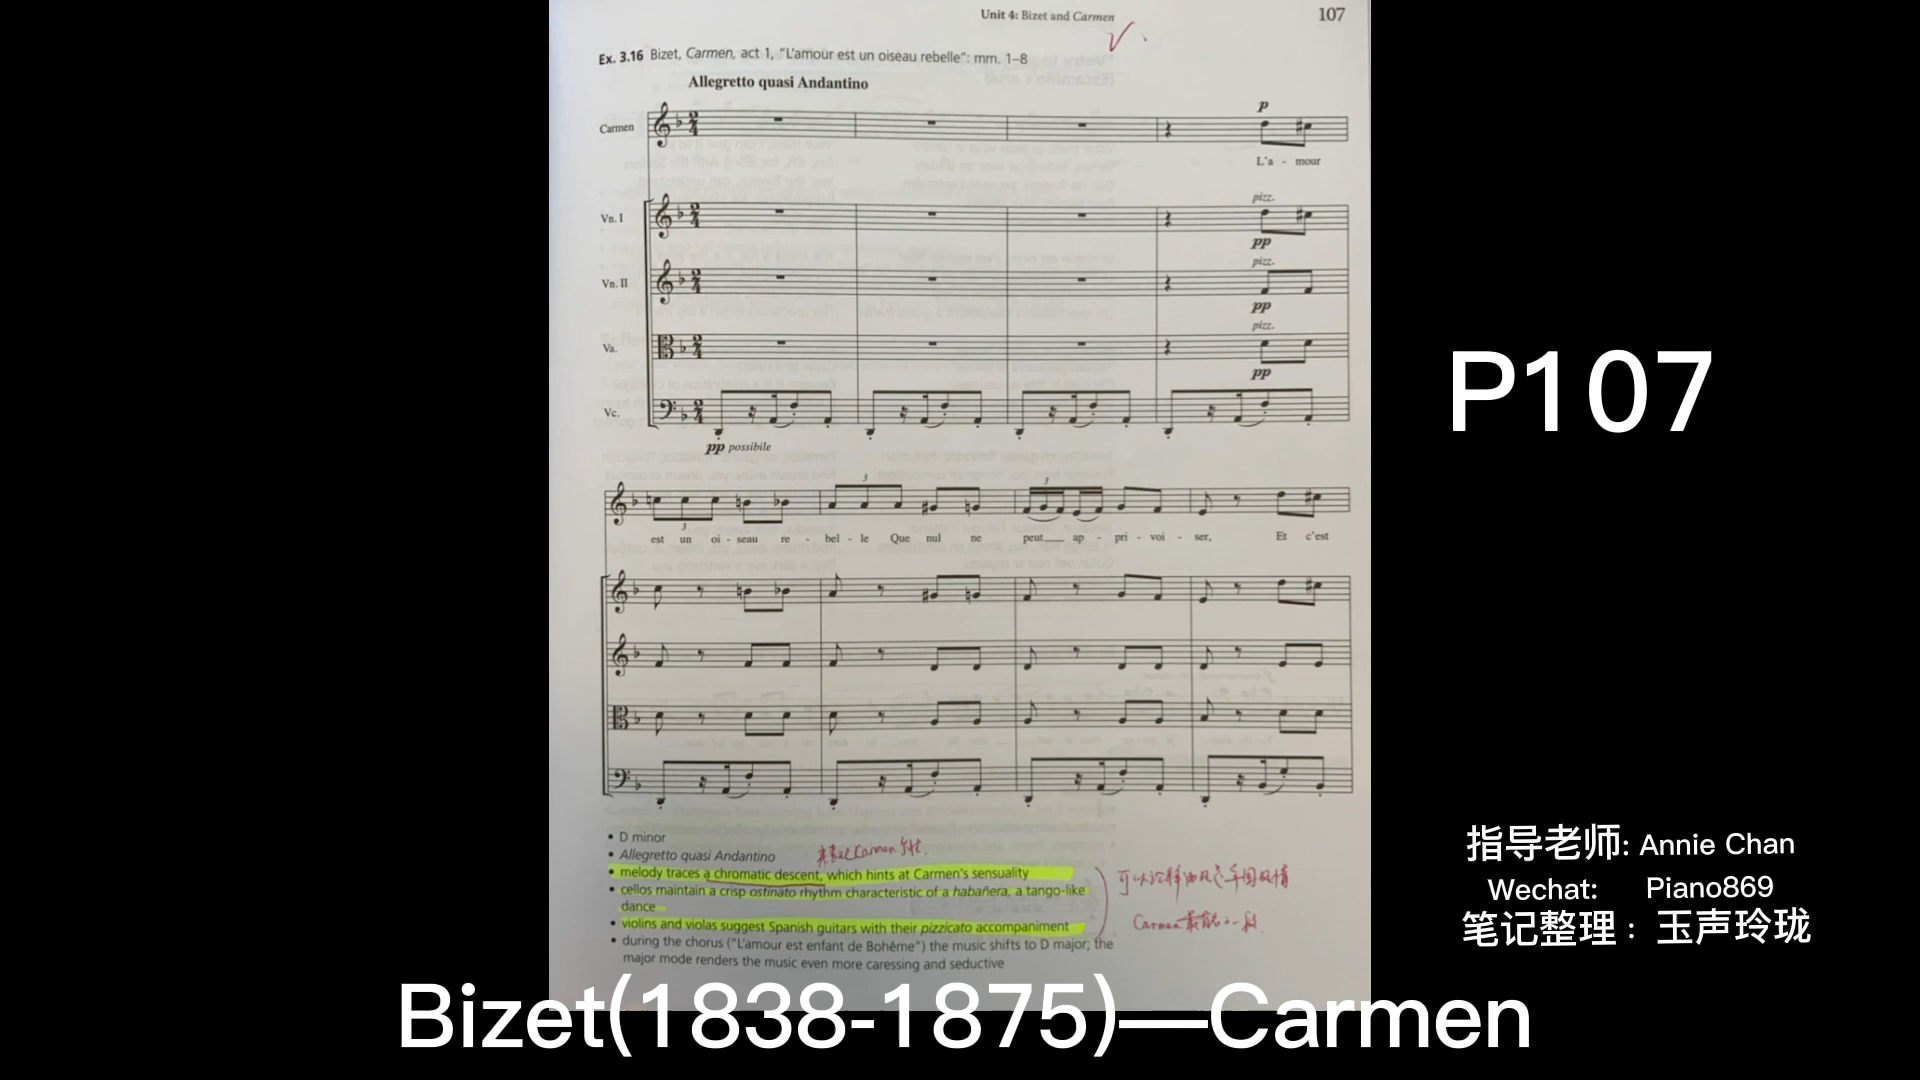 Unit 4: Bizet and Carmen
107
Ex. 3.16 Bizet, Carmen, act 1, "L'amour est un oiseau rebelle": mm. 1–8
Allegretto quasi Andantino
Carmen
p
L'a - mour
Vn. I
pizz.
pp
Vn. II
pizz.
pp
Va.
pizz.
pp
Vc.
pp possibile
3
3
3
est un oi - seau re - bel - le Que nul ne peut ap - pri - voi - ser, Et c'est
• D minor
• Allegretto quasi Andantino
• melody traces a chromatic descent, which hints at Carmen's sensuality
• cellos maintain a crisp ostinato rhythm characteristic of a habañera, a tango-like
dance
• violins and violas suggest Spanish guitars with their pizzicato accompaniment
• during the chorus ("L'amour est enfant de Bohême") the music shifts to D major; the
major mode renders the music even more caressing and seductive
Carmen
可以
Carmen
P107
指导老师: Annie Chan
Wechat: Piano869
笔记整理：玉声玲珑
Bizet(1838-1875)—Carmen